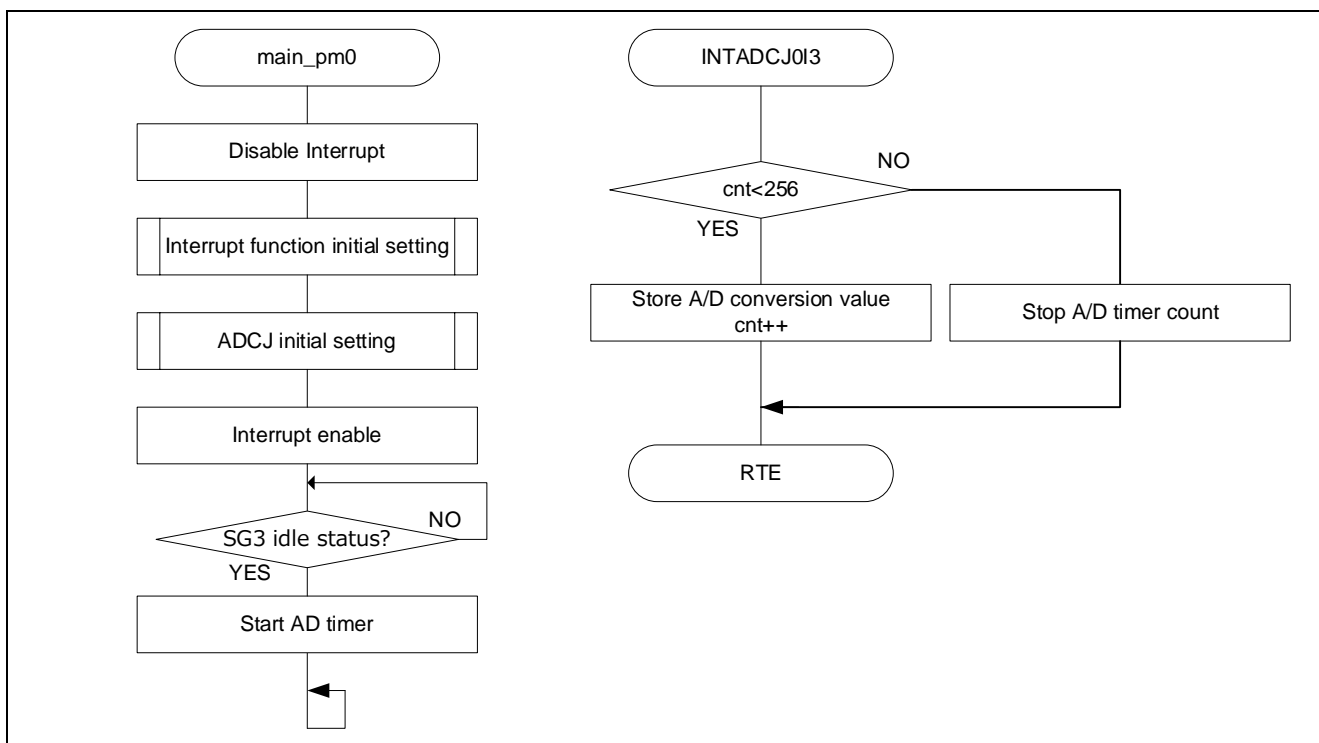 main_pm0
Disable Interrupt
Interrupt function initial setting
ADCJ initial setting
Interrupt enable
NO
SG3 idle status?
YES
Start AD timer
INTADCJ0I3
NO
cnt<256
YES
Store A/D conversion value
cnt++
Stop A/D timer count
RTE